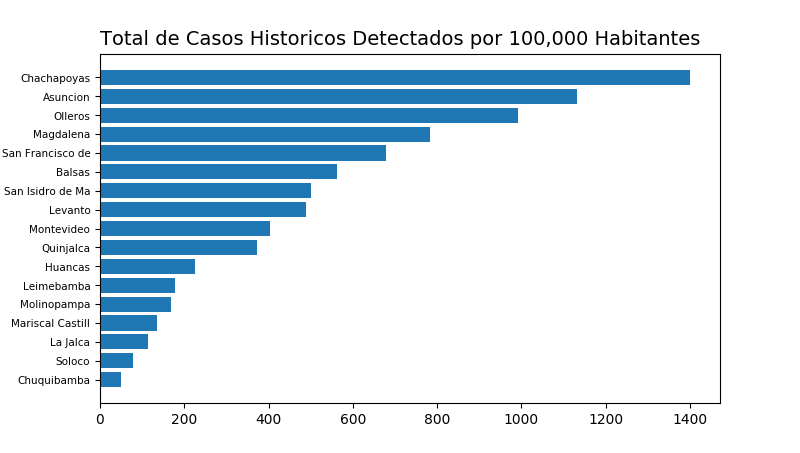 Total de Casos Historicos Detectados por 100,000 Habitantes
Chachapoyas
Asuncion
Olleros
Magdalena
San Francisco de
Balsas
San Isidro de Ma
Levanto
Montevideo
Quinjalca
Huancas
Leimebamba
Molinopampa
Mariscal Castill
La Jalca
Soloco
Chuquibamba
0 200 400 600 800 1000 1200 1400